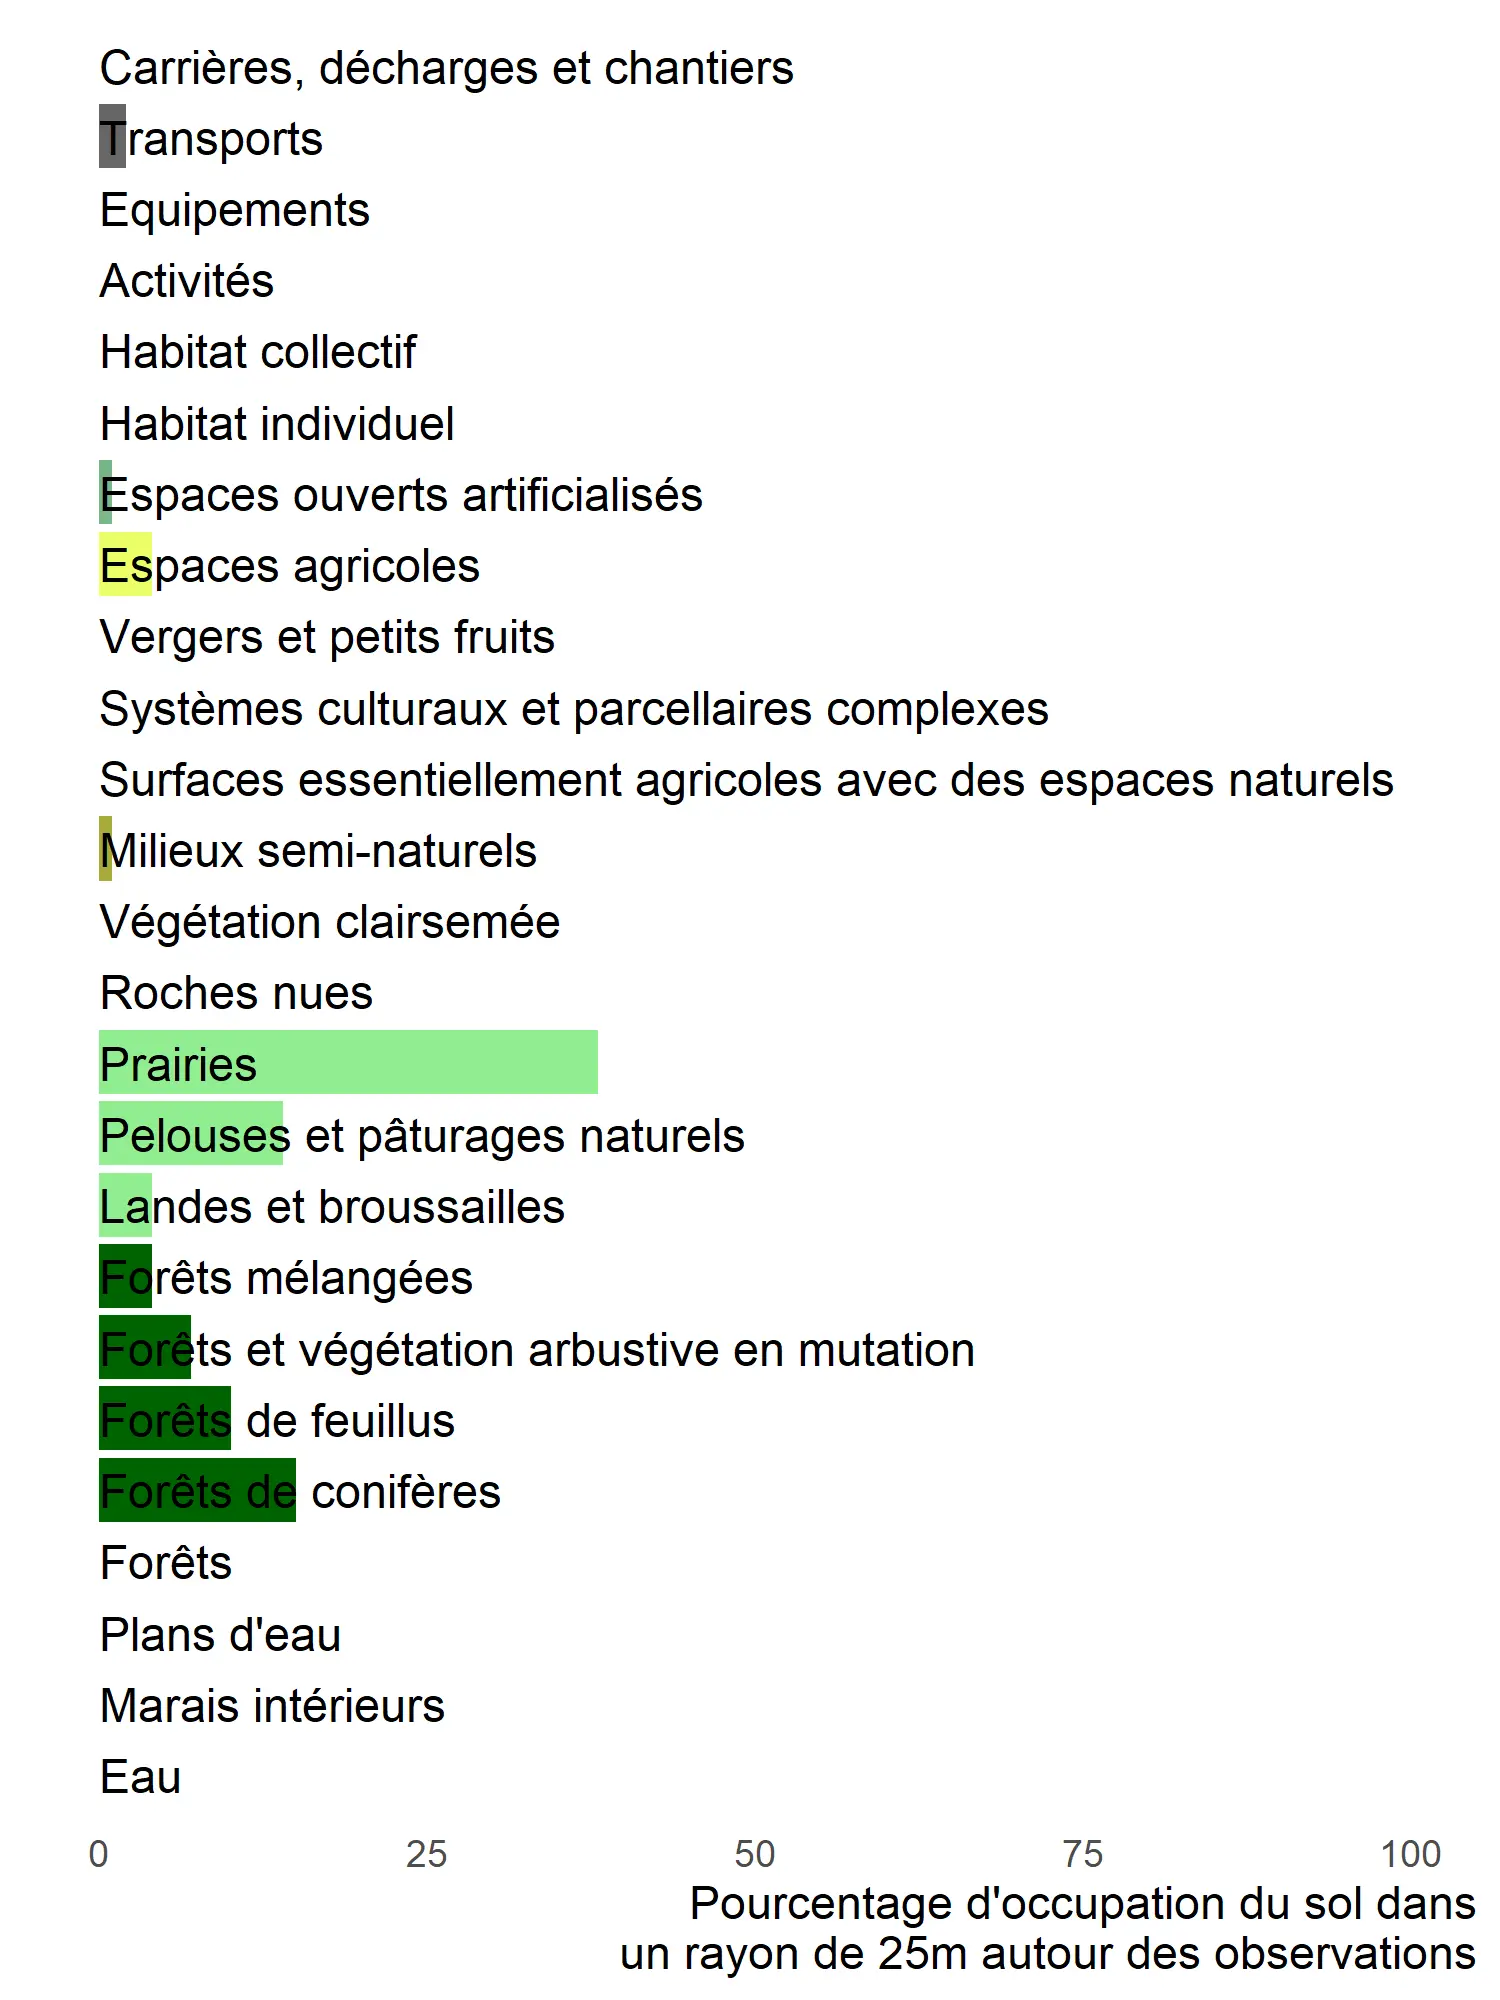 Carrières, décharges et chantiers
Transports
Equipements
Activités
Habitat collectif
Habitat individuel
Espaces ouverts artificialisés
Espaces agricoles
Vergers et petits fruits
Systèmes culturaux et parcellaires complexes
Surfaces essentiellement agricoles avec des espaces naturels
Milieux semi-naturels
Végétation clairsemée
Roches nues
Prairies
Pelouses et pâturages naturels
Landes et broussailles
Forêts mélangées
Forêts et végétation arbustive en mutation
Forêts de feuillus
Forêts de conifères
Forêts
Plans d'eau
Marais intérieurs
Eau
0 25 50 75 100
Pourcentage d'occupation du sol dans
un rayon de 25m autour des observations